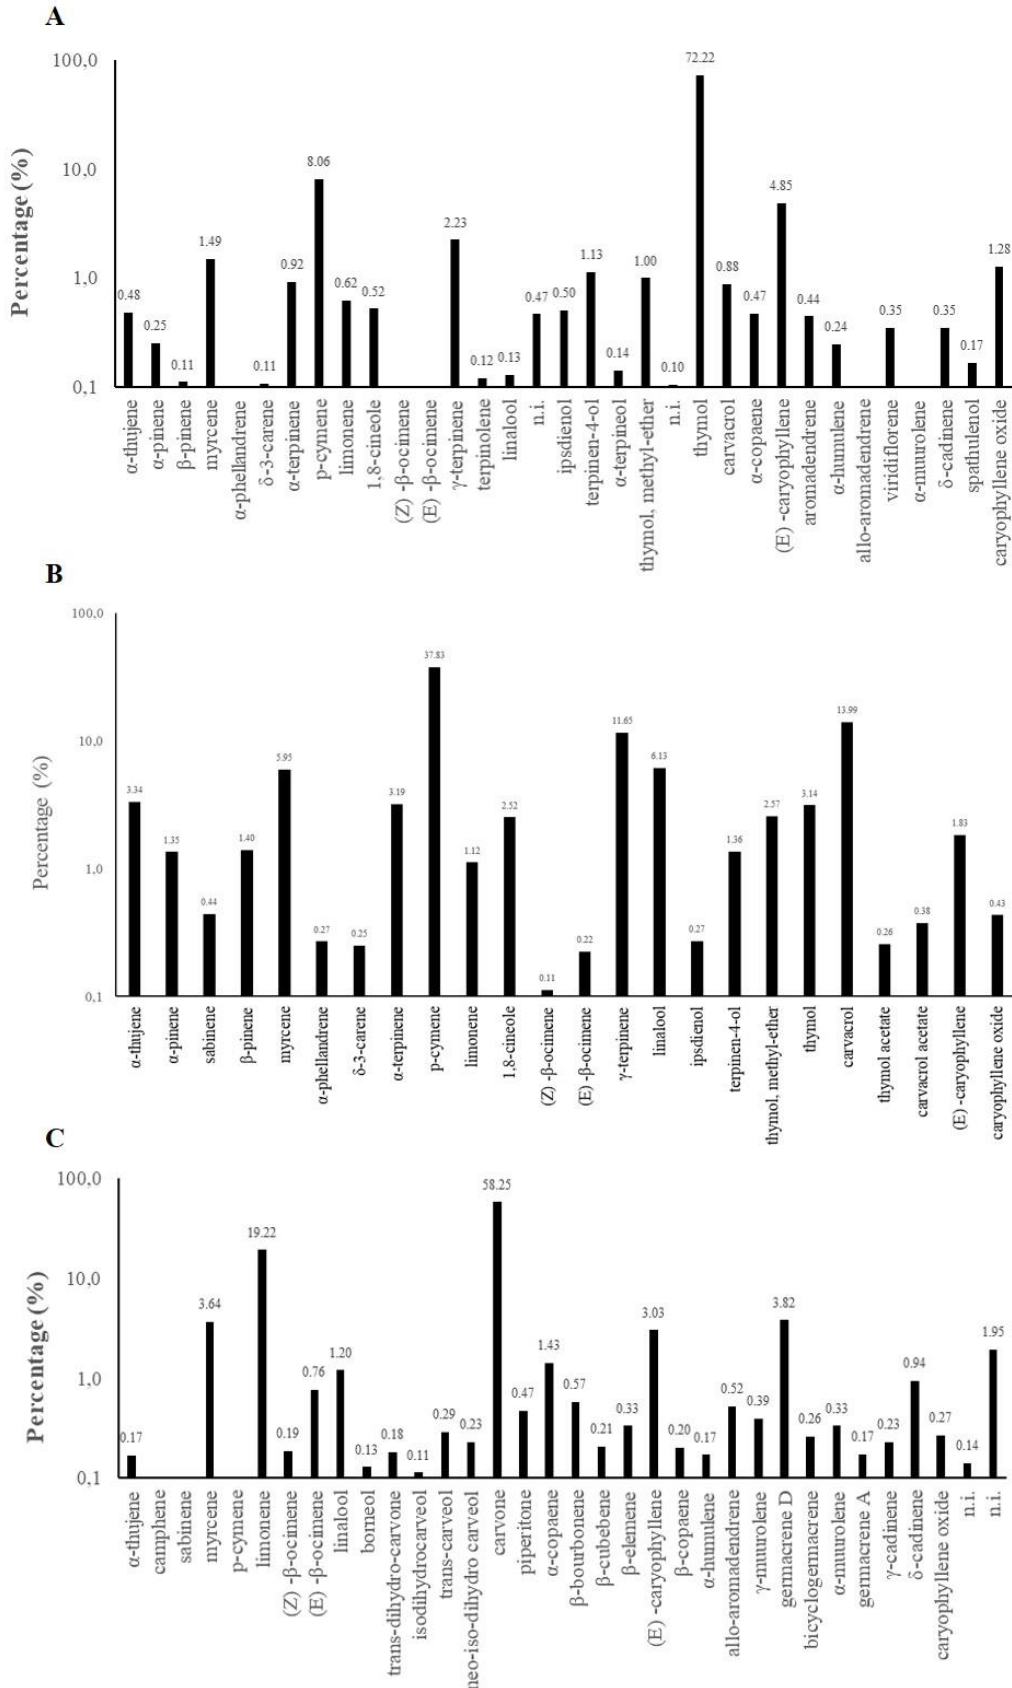 A
Percentage (%)
100,0
10,0
1,0
0,1
0.48
0.25
0.11
1.49
0.11
0.92
8.06
0.62
0.52
2.23
0.12
0.13
0.47
0.50
1.13
0.14
1.00
0.10
72.22
0.88
0.47
4.85
0.44
0.24
0.35
0.35
0.17
1.28
α-thujene
α-pinene
β-pinene
myrcene
α-phellandrene
δ-3-carene
α-terpinene
p-cymene
limonene
1,8-cineole
(Z) -β-ocimene
(E) -β-ocimene
γ-terpinene
terpinolene
linalool
n.i.
ipsdienol
terpinen-4-ol
α-terpineol
thymol, methyl-ether
n.i.
thymol
carvacrol
α-copaene
(E) -caryophyllene
aromadendrene
α-humulene
allo-aromadendrene
viridiflorene
α-muurolene
δ-cadinene
spathulenol
caryophyllene oxide
B
Percentage (%)
100,0
10,0
1,0
0,1
3.34
1.35
0.44
1.40
5.95
0.27
0.25
3.19
37.83
1.12
2.52
0.11
0.22
11.65
6.13
0.27
1.36
2.57
3.14
13.99
0.26
0.38
1.83
0.43
α-thujene
α-pinene
sabinene
β-pinene
myrcene
α-phellandrene
δ-3-carene
α-terpinene
p-cymene
limonene
1,8-cineole
(Z) -β-ocimene
(E) -β-ocimene
γ-terpinene
linalool
ipsdienol
terpinen-4-ol
thymol, methyl-ether
thymol
carvacrol
thymol acetate
carvacrol acetate
(E) -caryophyllene
caryophyllene oxide
C
Percentage (%)
100,0
10,0
1,0
0,1
0.17
3.64
19.22
0.19
0.76
1.20
0.13
0.18
0.11
0.29
0.23
58.25
0.47
1.43
0.57
0.21
0.33
3.03
0.20
0.17
0.52
0.39
3.82
0.26
0.33
0.17
0.23
0.94
0.27
0.14
1.95
α-thujene
camphene
sabinene
myrcene
p-cymene
limonene
(Z) -β-ocimene
(E) -β-ocimene
linalool
borneol
trans-dihydro-carvone
isodihydrocarveol
trans-carveol
neo-iso-dihydro carveol
carvone
piperitone
α-copaene
β-bourbonene
β-cubebene
β-elemene
(E) -caryophyllene
β-copaene
α-humulene
allo-aromadendrene
γ-muurolene
germacrene D
bicyclogermacrene
α-muurolene
germacrene A
γ-cadinene
δ-cadinene
caryophyllene oxide
n.i.
n.i.